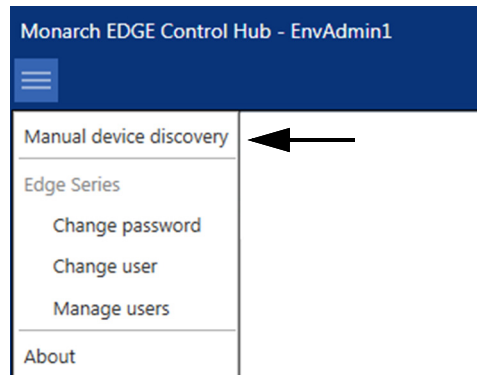 Monarch EDGE Control Hub - EnvAdmin1
Manual device discovery
Edge Series
Change password
Change user
Manage users
About